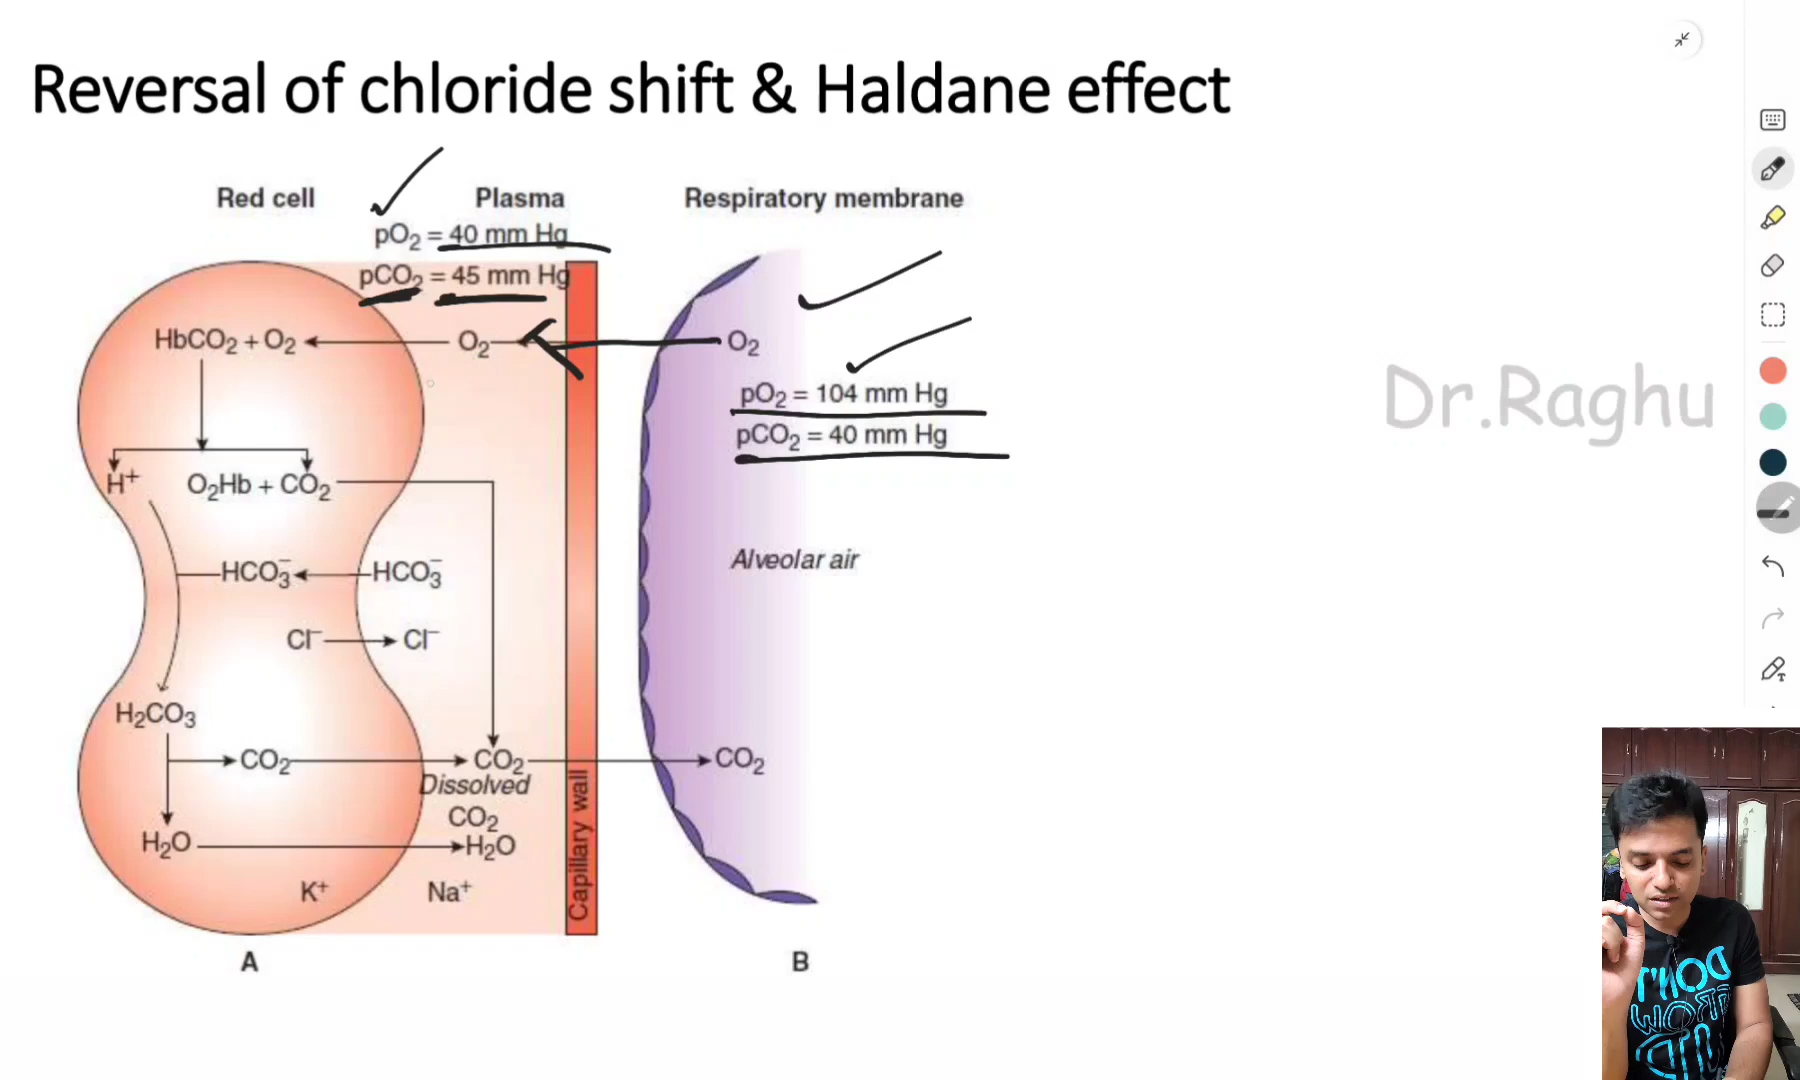 Reversal of chloride shift & Haldane effect
Red cell
Plasma
Respiratory membrane
pO₂ = 40 mm Hg
pCO₂ = 45 mm Hg
HbCO₂ + O₂
O₂
O₂
pO₂ = 104 mm Hg
pCO₂ = 40 mm Hg
Dr.Raghu
H⁺
O₂Hb + CO₂
HCO₃⁻
HCO₃⁻
Alveolar air
Cl⁻
Cl⁻
H₂CO₃
CO₂
CO₂
CO₂
Dissolved
CO₂
H₂O
H₂O
K⁺
Na⁺
Capillary wall
A
B